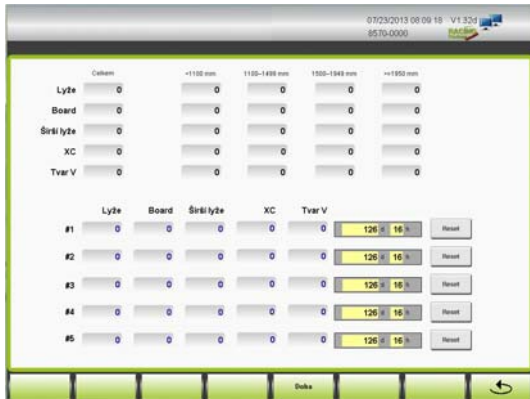 07/23/2013 08:09:18 V1.32d
8570-0000 RACING
Celkem <1100 mm 1100-1499 mm 1500-1949 mm >=1950 mm
Lyže 0 0 0 0 0
Board 0 0 0 0 0
Širší lyže 0 0 0 0 0
XC 0 0 0 0 0
Tvar V 0 0 0 0 0
Lyže Board Širší lyže XC Tvar V
#1 0 0 0 0 0 126 d 16 h Reset
#2 0 0 0 0 0 126 d 16 h Reset
#3 0 0 0 0 0 126 d 16 h Reset
#4 0 0 0 0 0 126 d 16 h Reset
#5 0 0 0 0 0 126 d 16 h Reset
Doba